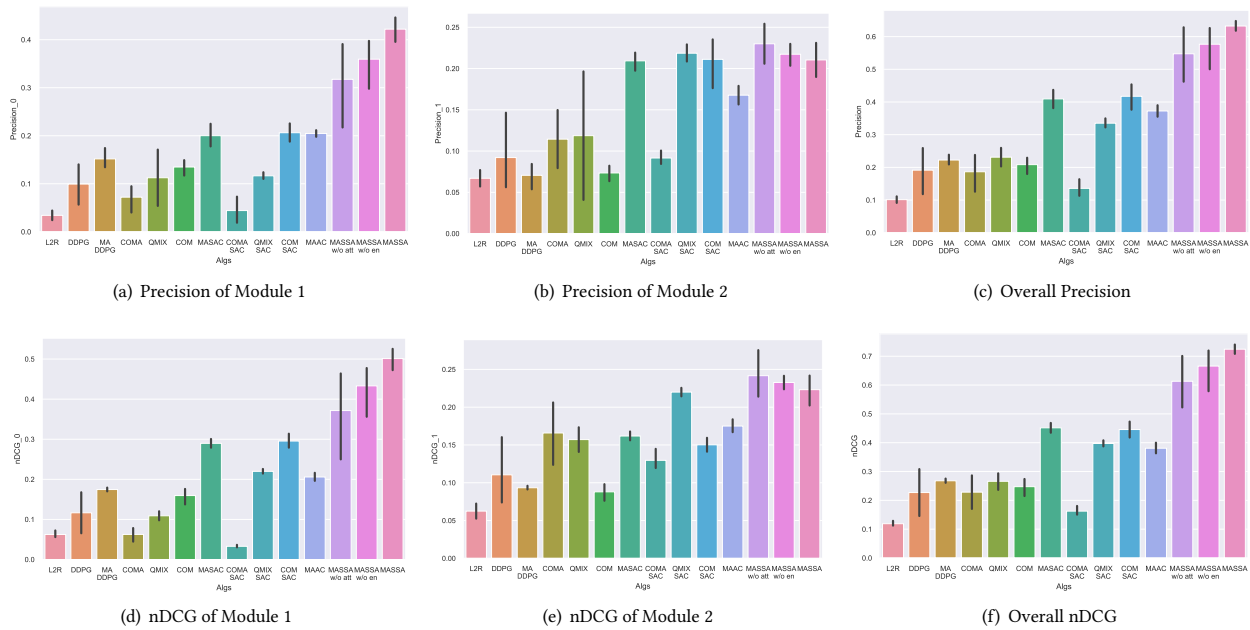 0.4
0.3
0.2
0.1
0.0
Precision_0
L2R DDPG MA DDPG COMA QMIX COM MASAC COMA SAC QMIX SAC COM SAC MAAC MASSA w/o att MASSA w/o en MASSA
Algs
(a) Precision of Module 1
0.25
0.20
0.15
0.10
0.05
0.00
Precision_1
L2R DDPG MA DDPG COMA QMIX COM MASAC COMA SAC QMIX SAC COM SAC MAAC MASSA w/o att MASSA w/o en MASSA
Algs
(b) Precision of Module 2
0.6
0.5
0.4
0.3
0.2
0.1
0.0
Precision
L2R DDPG MA DDPG COMA QMIX COM MASAC COMA SAC QMIX SAC COM SAC MAAC MASSA w/o att MASSA w/o en MASSA
Algs
(c) Overall Precision
0.5
0.4
0.3
0.2
0.1
0.0
nDCG_0
L2R DDPG MA DDPG COMA QMIX COM MASAC COMA SAC QMIX SAC COM SAC MAAC MASSA w/o att MASSA w/o en MASSA
Algs
(d) nDCG of Module 1
0.25
0.20
0.15
0.10
0.05
0.00
nDCG_1
L2R DDPG MA DDPG COMA QMIX COM MASAC COMA SAC QMIX SAC COM SAC MAAC MASSA w/o att MASSA w/o en MASSA
Algs
(e) nDCG of Module 2
0.7
0.6
0.5
0.4
0.3
0.2
0.1
0.0
nDCG
L2R DDPG MA DDPG COMA QMIX COM MASAC COMA SAC QMIX SAC COM SAC MAAC MASSA w/o att MASSA w/o en MASSA
Algs
(f) Overall nDCG